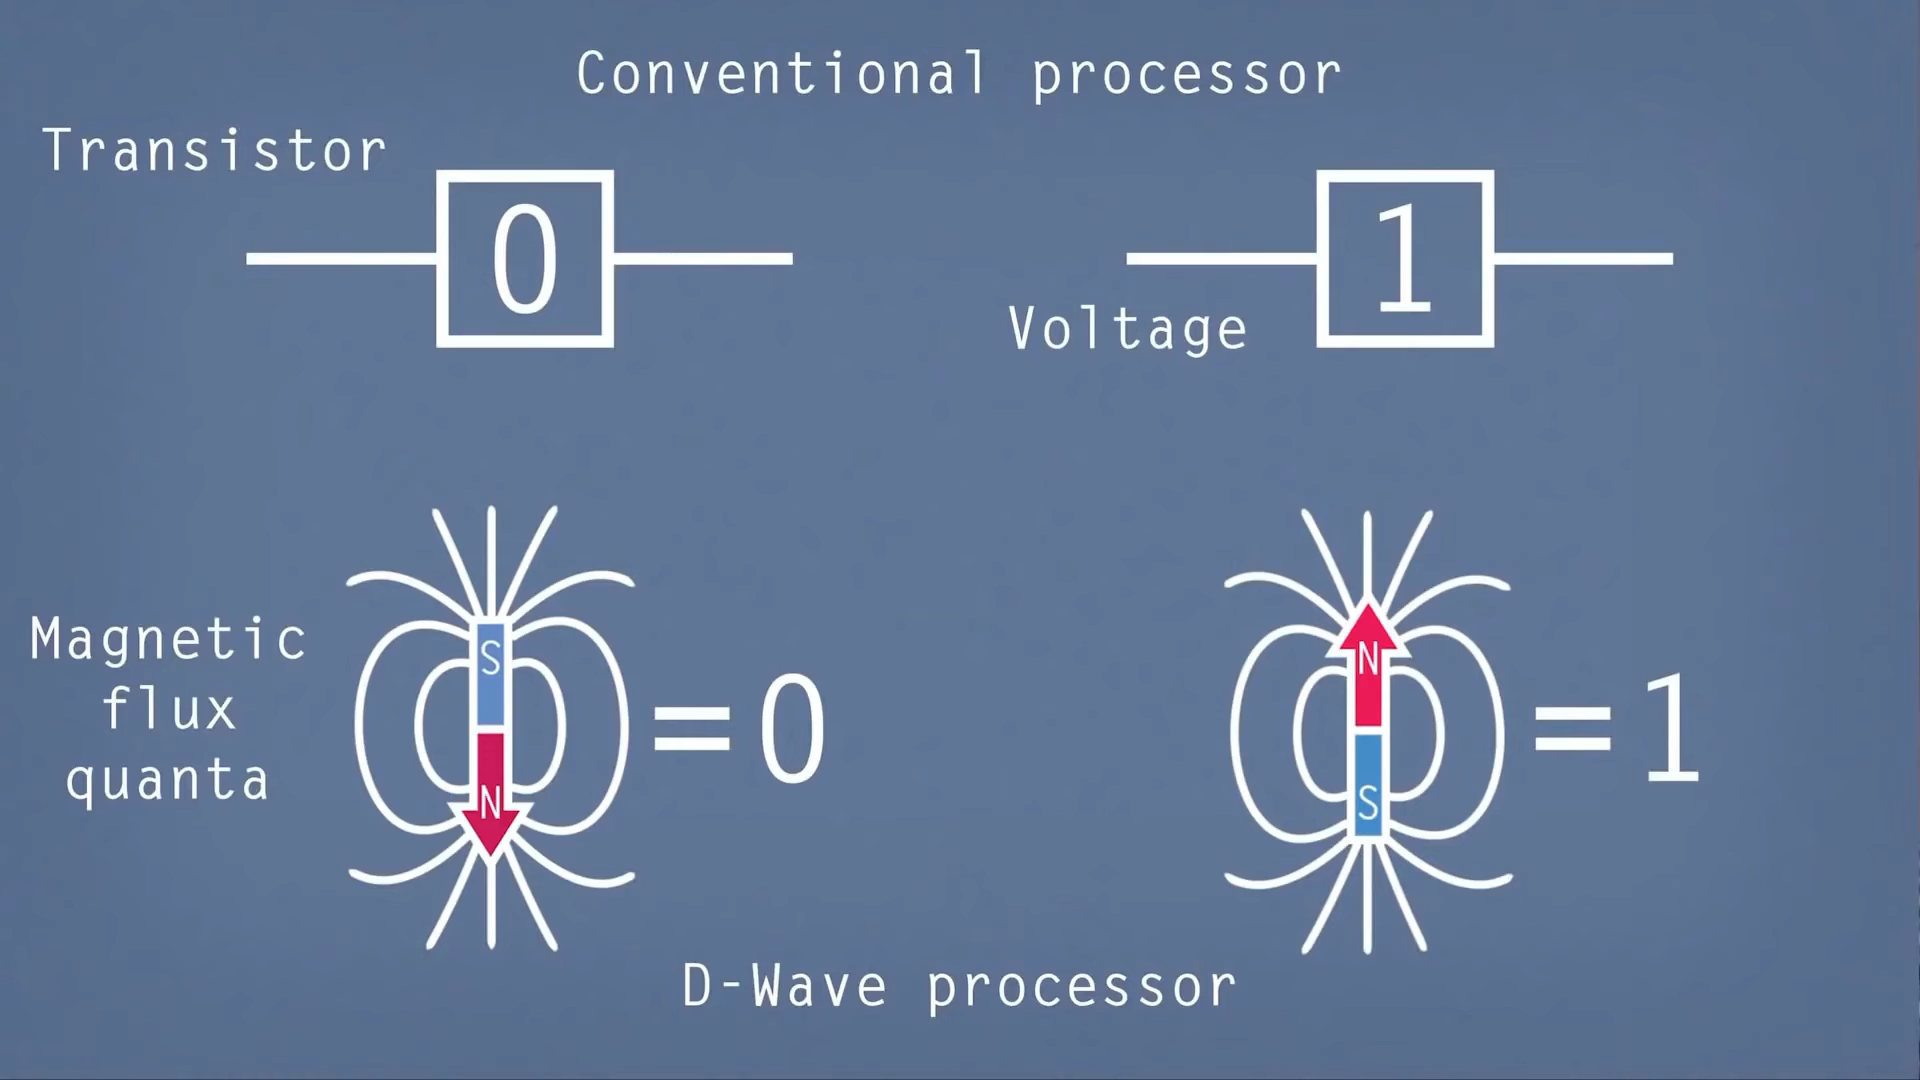 Conventional processor
Transistor
0
1
Voltage
Magnetic
flux
quanta
S
N
=0
N
S
=1
D-Wave processor